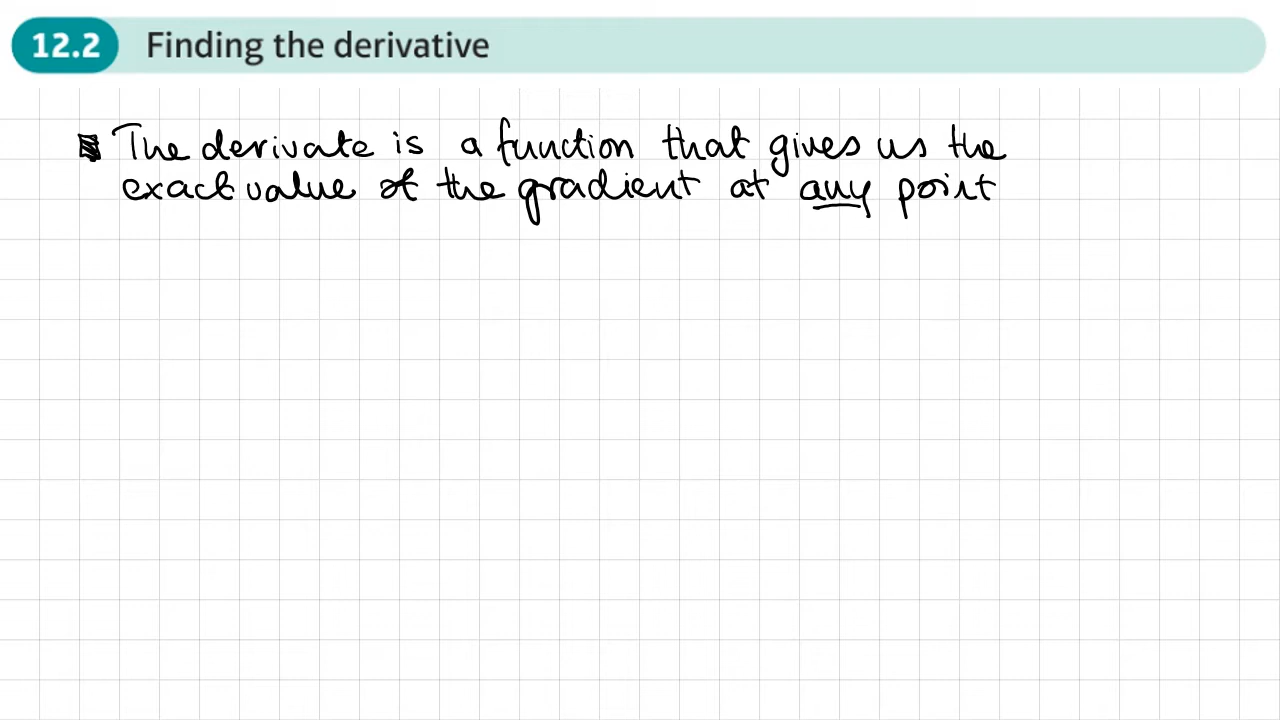 12.2 Finding the derivative
The derivate is a function that gives us the
exact value of the gradient at any point